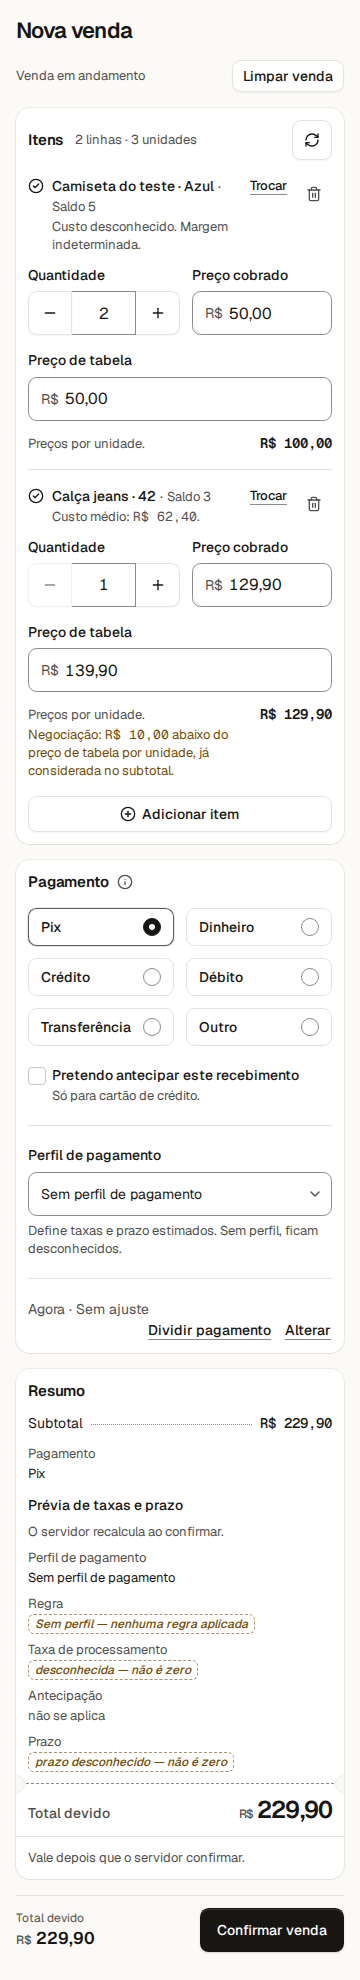 Nova venda
Venda em andamento
Limpar venda
Itens 2 linhas · 3 unidades
Camiseta do teste · Azul · Trocar
Saldo 5
Custo desconhecido. Margem
indeterminada.
Quantidade Preço cobrado
2 R$ 50,00
Preço de tabela
R$ 50,00
Preços por unidade. R$ 100,00
Calça jeans · 42 · Saldo 3 Trocar
Custo médio: R$ 62,40.
Quantidade Preço cobrado
1 R$ 129,90
Preço de tabela
R$ 139,90
Preços por unidade. R$ 129,90
Negociação: R$ 10,00 abaixo do
preço de tabela por unidade, já
considerada no subtotal.
Adicionar item
Pagamento
Pix Dinheiro
Crédito Débito
Transferência Outro
Pretendo antecipar este recebimento
Só para cartão de crédito.
Perfil de pagamento
Sem perfil de pagamento
Define taxas e prazo estimados. Sem perfil, ficam
desconhecidos.
Agora · Sem ajuste
Dividir pagamento Alterar
Resumo
Subtotal R$ 229,90
Pagamento
Pix
Prévia de taxas e prazo
O servidor recalcula ao confirmar.
Perfil de pagamento
Sem perfil de pagamento
Regra
Sem perfil — nenhuma regra aplicada
Taxa de processamento
desconhecida — não é zero
Antecipação
não se aplica
Prazo
prazo desconhecido — não é zero
Total devido R$ 229,90
Vale depois que o servidor confirmar.
Total devido
R$ 229,90
Confirmar venda